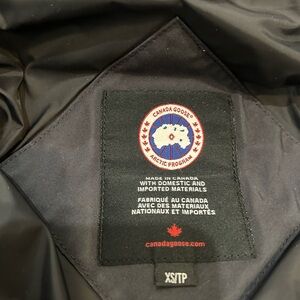 CANADA GOOSE®
ARCTIC PROGRAM
MADE IN CANADA
WITH DOMESTIC AND
IMPORTED MATERIALS
FABRIQUÉ AU CANADA
AVEC DES MATERIAUX
NATIONAUX ET IMPORTÉS
canadagoose.com
XS/TP